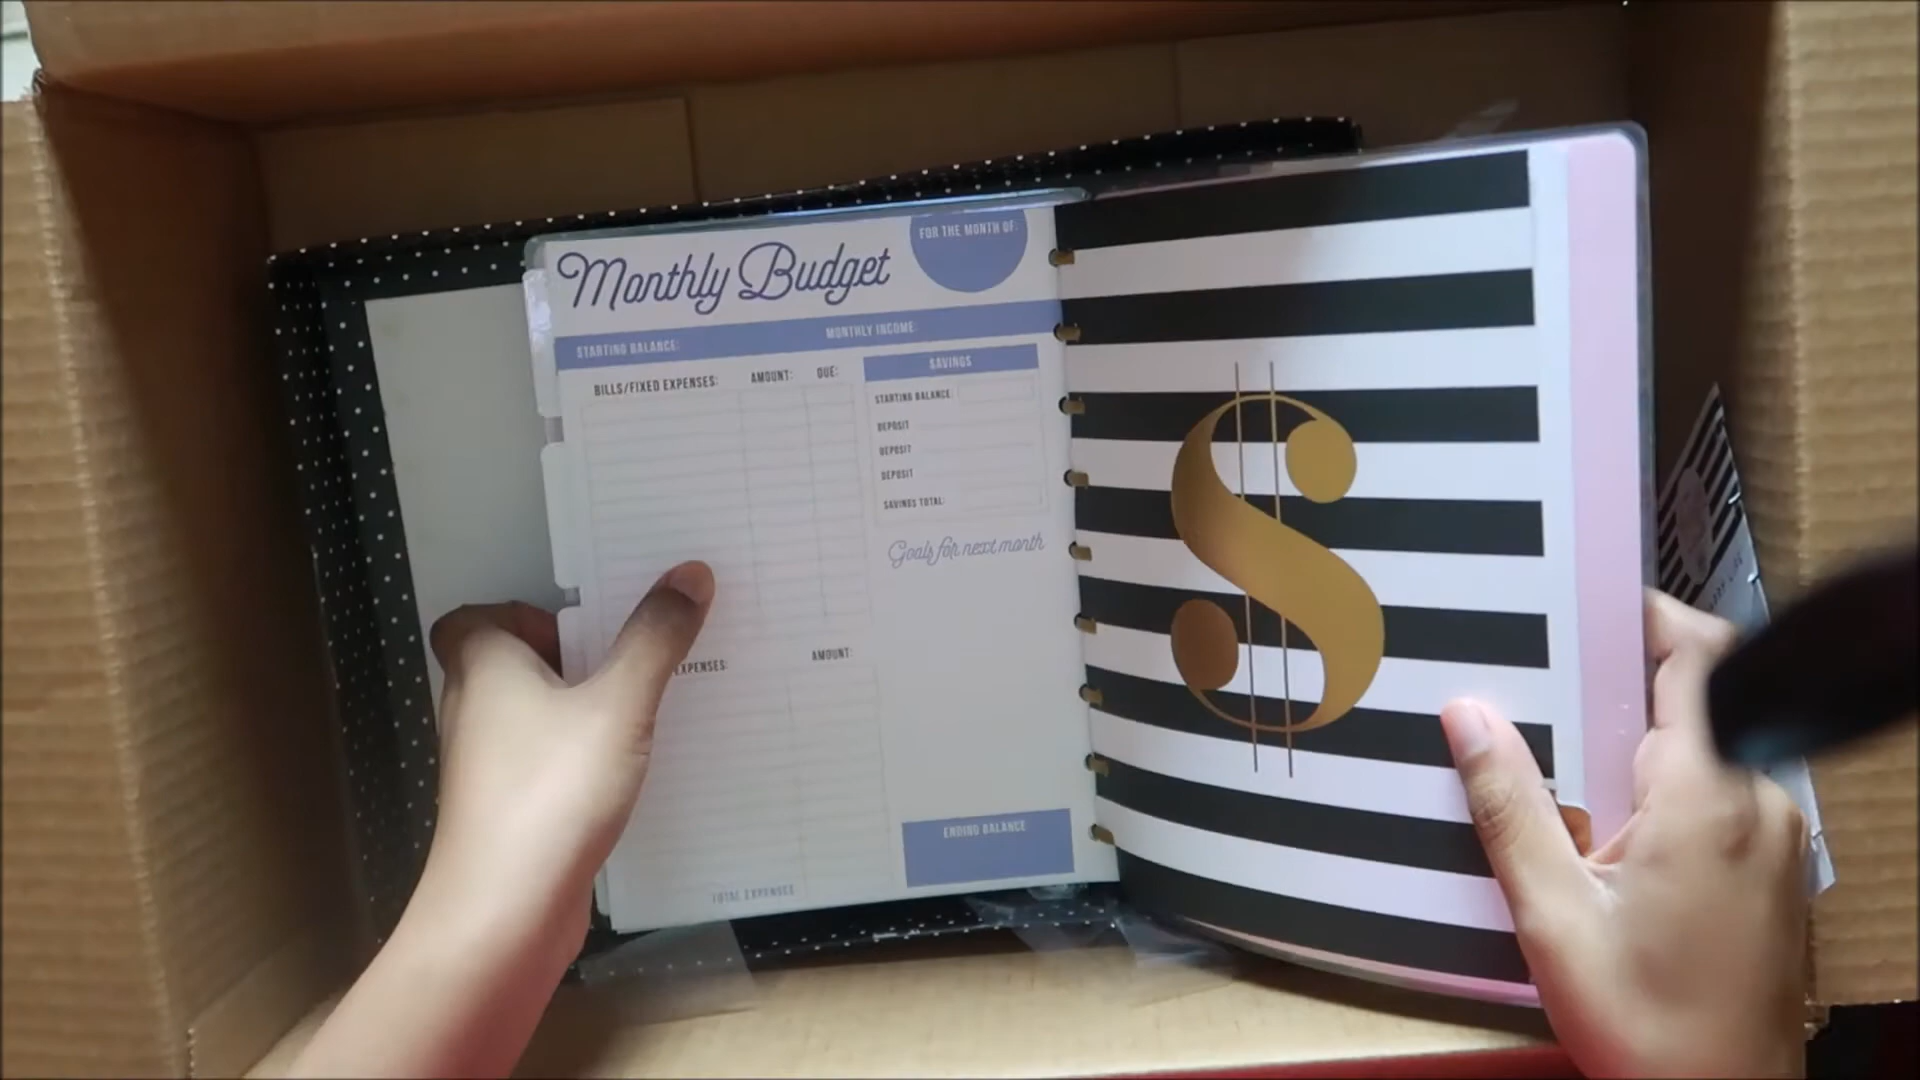 Monthly Budget
FOR THE MONTH OF:
STARTING BALANCE:
MONTHLY INCOME
BILLS/FIXED EXPENSES:
AMOUNT:
DUE:
SAVINGS
STARTING BALANCE:
DEPOSIT
DEPOSIT
DEPOSIT
SAVINGS TOTAL:
Goals for next month
EXPENSES:
AMOUNT:
TOTAL EXPENSES
ENDING BALANCE
$